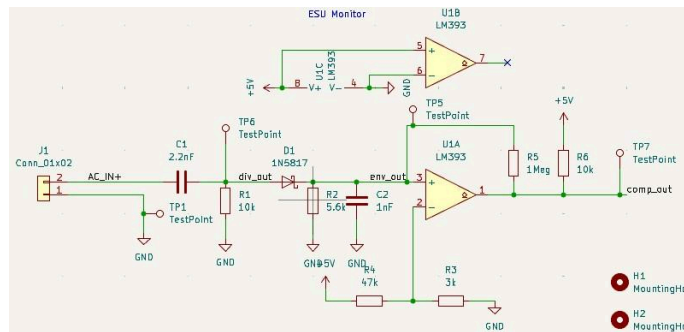 ESU Monitor
U1B
LM393
5
+
6
−
7
+5V
8
V+
U1C
LM393
V−
4
GND
TP5
TestPoint
TP6
TestPoint
+5V
J1
Conn_01x02
C1
2.2nF
D1
1N5817
U1A
LM393
R5
1Meg
R6
10k
TP7
TestPoint
2
AC_IN+
div_out
env_out
3
+
1
comp_out
1
TP1
TestPoint
R1
10k
R2
5.6k
C2
1nF
2
−
GND
GND
GND
+5V
GND
R4
47k
R3
3k
GND
H1
H2